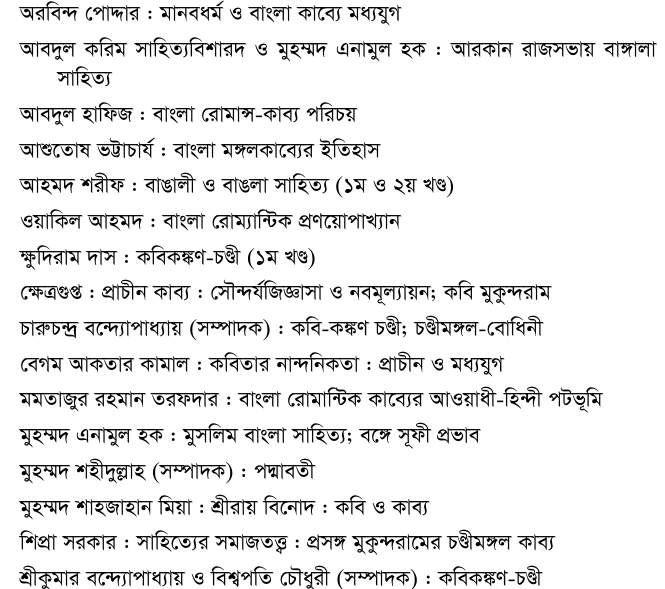 অরবিন্দ পোদ্দার : মানবধর্ম ও বাংলা কাব্যে মধ্যযুগ
আবদুল করিম সাহিত্যবিশারদ ও মুহম্মদ এনামুল হক : আরকান রাজসভায় বাঙ্গালা
সাহিত্য
আবদুল হাফিজ : বাংলা রোমান্স-কাব্য পরিচয়
আশুতোষ ভট্টাচার্য : বাংলা মঙ্গলকাব্যের ইতিহাস
আহমদ শরীফ : বাঙালী ও বাঙলা সাহিত্য (১ম ও ২য় খণ্ড)
ওয়াকিল আহমদ : বাংলা রোম্যান্টিক প্রণয়োপাখ্যান
ক্ষুদিরাম দাস : কবিকঙ্কণ-চণ্ডী (১ম খণ্ড)
ক্ষেত্রগুপ্ত : প্রাচীন কাব্য : সৌন্দর্যজিজ্ঞাসা ও নবমূল্যায়ন; কবি মুকুন্দরাম
চারুচন্দ্র বন্দ্যোপাধ্যায় (সম্পাদক) : কবি-কঙ্কণ চণ্ডী; চণ্ডীমঙ্গল-বোধিনী
বেগম আকতার কামাল : কবিতার নান্দনিকতা : প্রাচীন ও মধ্যযুগ
মমতাজুর রহমান তরফদার : বাংলা রোমান্টিক কাব্যের আওয়াধী-হিন্দী পটভূমি
মুহম্মদ এনামুল হক : মুসলিম বাংলা সাহিত্য; বঙ্গে সূফী প্রভাব
মুহম্মদ শহীদুল্লাহ (সম্পাদক) : পদ্মাবতী
মুহম্মদ শাহজাহান মিয়া : শ্রীরায় বিনোদ : কবি ও কাব্য
শিপ্রা সরকার : সাহিত্যের সমাজতত্ত্ব : প্রসঙ্গ মুকুন্দরামের চণ্ডীমঙ্গল কাব্য
শ্রীকুমার বন্দ্যোপাধ্যায় ও বিশ্বপতি চৌধুরী (সম্পাদক) : কবিকঙ্কণ-চণ্ডী